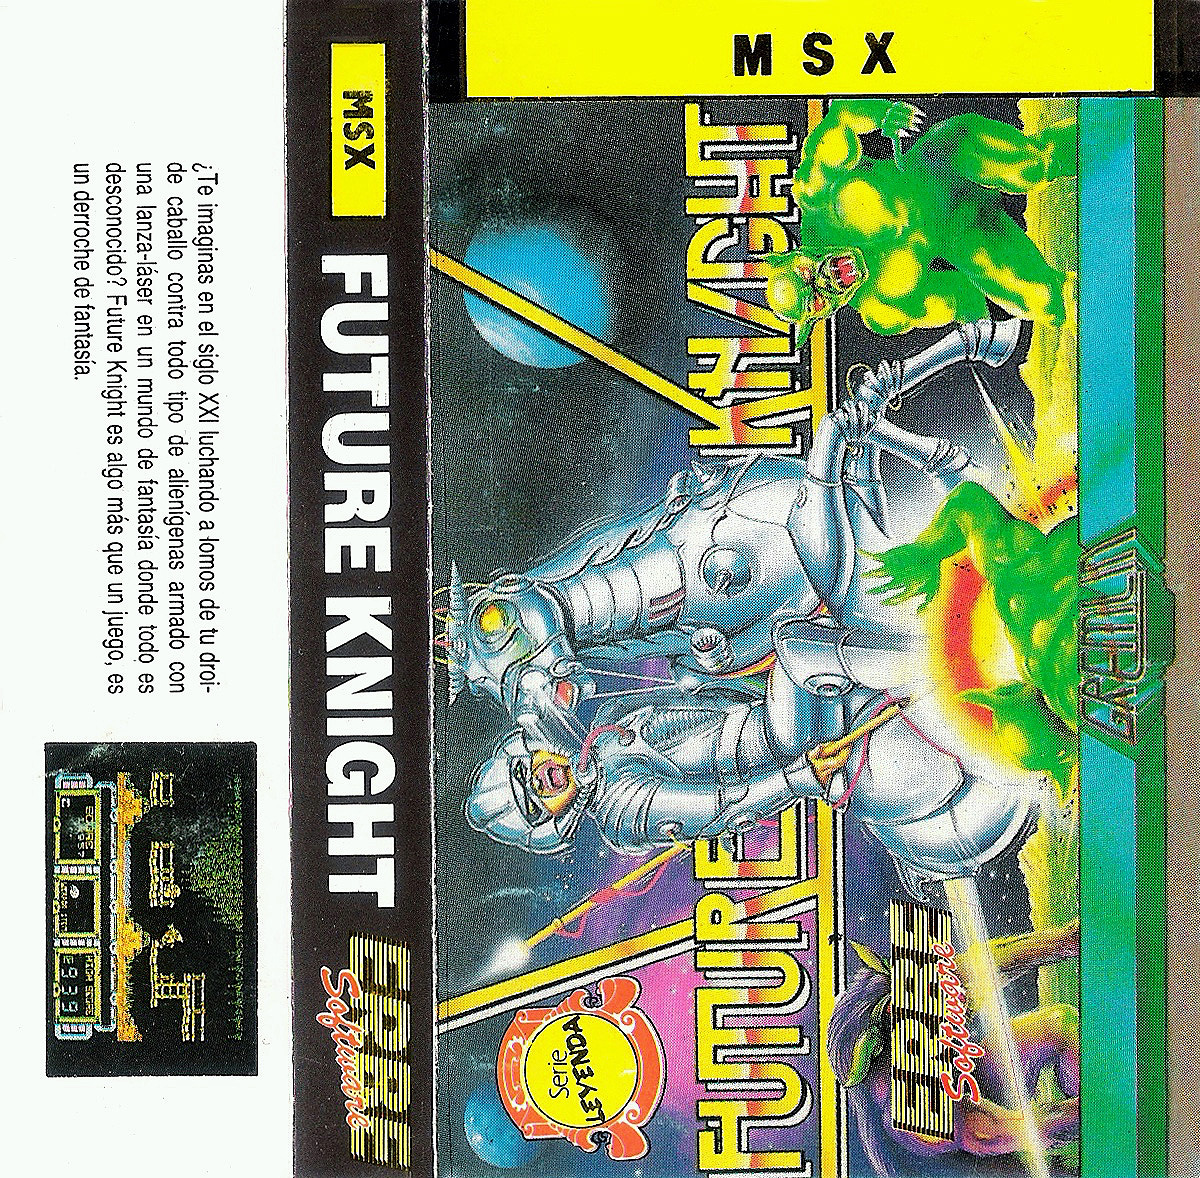 MSX
FUTURE KNIGHT
GREMLIN
ERBE
Software
Serie
LEYENDA
MSX
FUTURE KNIGHT
ERBE
Software
¿Te imaginas en el siglo XXI luchando a lomos de tu droi-
de caballo contra todo tipo de alienígenas armado con
una lanza-láser en un mundo de fantasía donde todo es
desconocido? Future Knight es algo más que un juego, es
un derroche de fantasía.
SCORE
HIGH SCORE